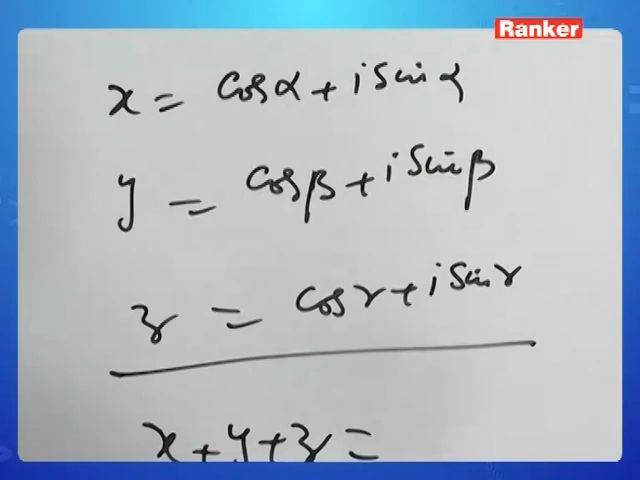 Ranker
x = cosα + i sinα
y = cosβ + i sinβ
z = cosγ + i sinγ
x + y + z =